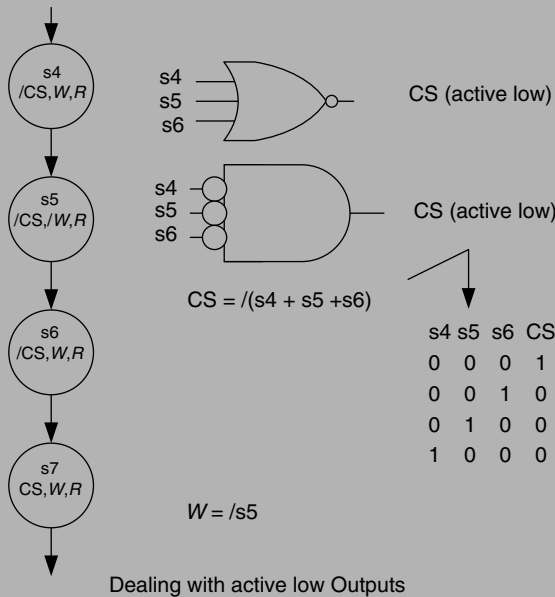 s4
/CS,W,R
s5
/CS,/W,R
s6
/CS,W,R
s7
CS,W,R
s4
s5
s6
CS (active low)
s4
s5
s6
CS (active low)
CS = /(s4 + s5 +s6)
s4 s5 s6 CS
0 0 0 1
0 0 1 0
0 1 0 0
1 0 0 0
W = /s5
Dealing with active low Outputs